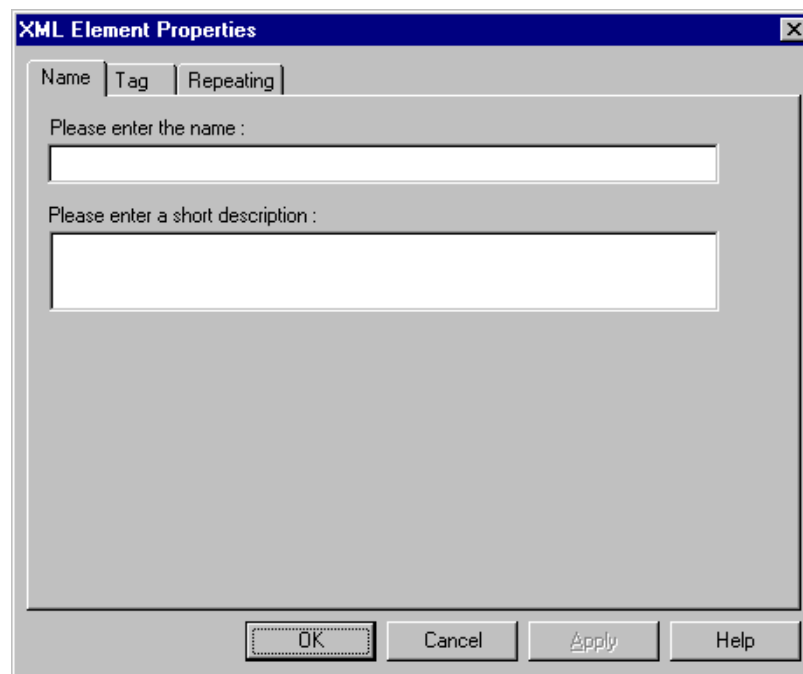 XML Element Properties
Name Tag Repeating
Please enter the name :
Please enter a short description :
OK Cancel Apply Help